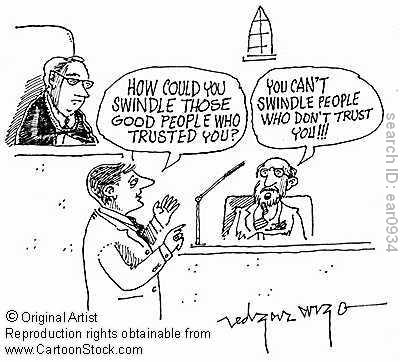 HOW COULD YOU
SWINDLE THOSE
GOOD PEOPLE WHO
TRUSTED YOU?
YOU CAN'T
SWINDLE PEOPLE
WHO DON'T TRUST
YOU!!!
search ID: ear0934
© Original Artist
Reproduction rights obtainable from
www.CartoonStock.com